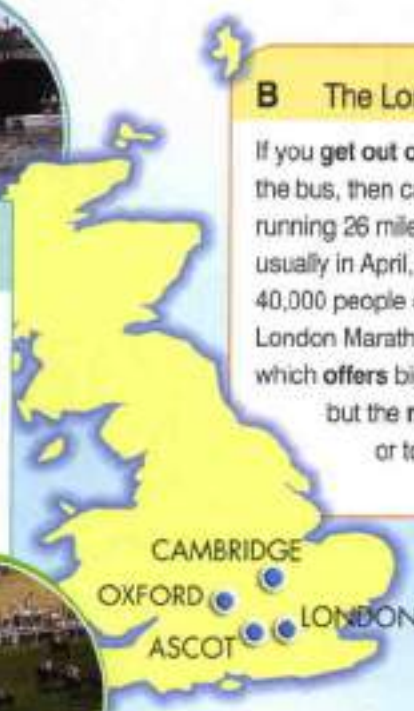 B The Lo
If you get out o
the bus, then c
running 26 mile
usually in April.
40,000 people
London Marath
which offers bi
but the
or to
CAMBRIDGE
OXFORD
LONDON
ASCOT